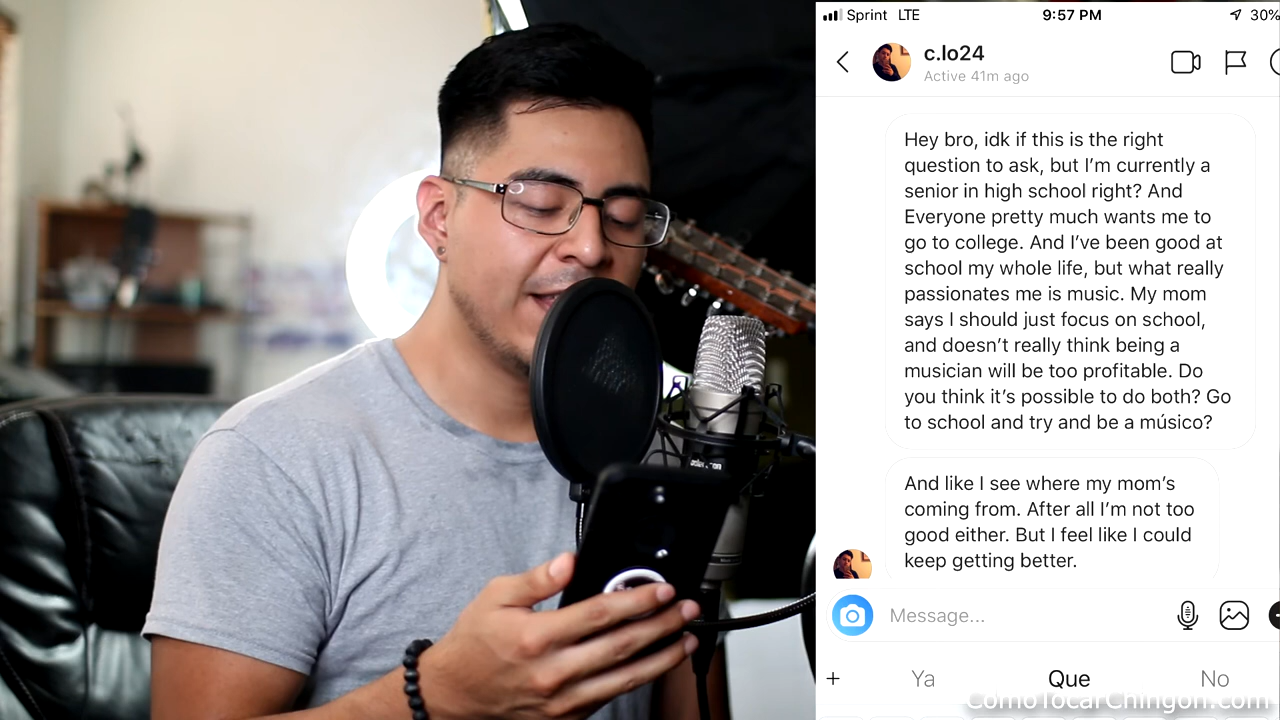 Sprint LTE 9:57 PM 30%
c.lo24
Active 41m ago
Hey bro, idk if this is the right
question to ask, but I'm currently a
senior in high school right? And
Everyone pretty much wants me to
go to college. And I've been good at
school my whole life, but what really
passionates me is music. My mom
says I should just focus on school,
and doesn't really think being a
musician will be too profitable. Do
you think it's possible to do both? Go
to school and try and be a músico?
And like I see where my mom's
coming from. After all I'm not too
good either. But I feel like I could
keep getting better.
Message...
+ Ya Que No
ComoTocarChingon.com